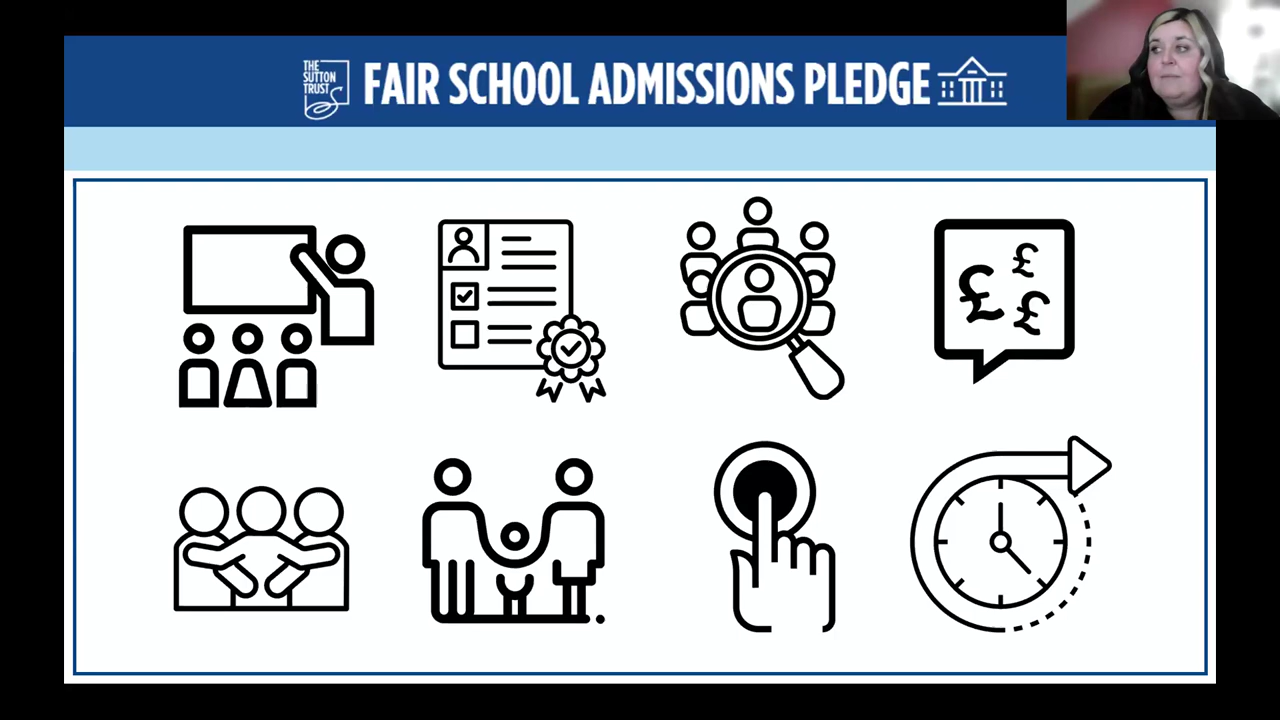 THE
SUTTON
TRUST
FAIR SCHOOL ADMISSIONS PLEDGE
£
£
£